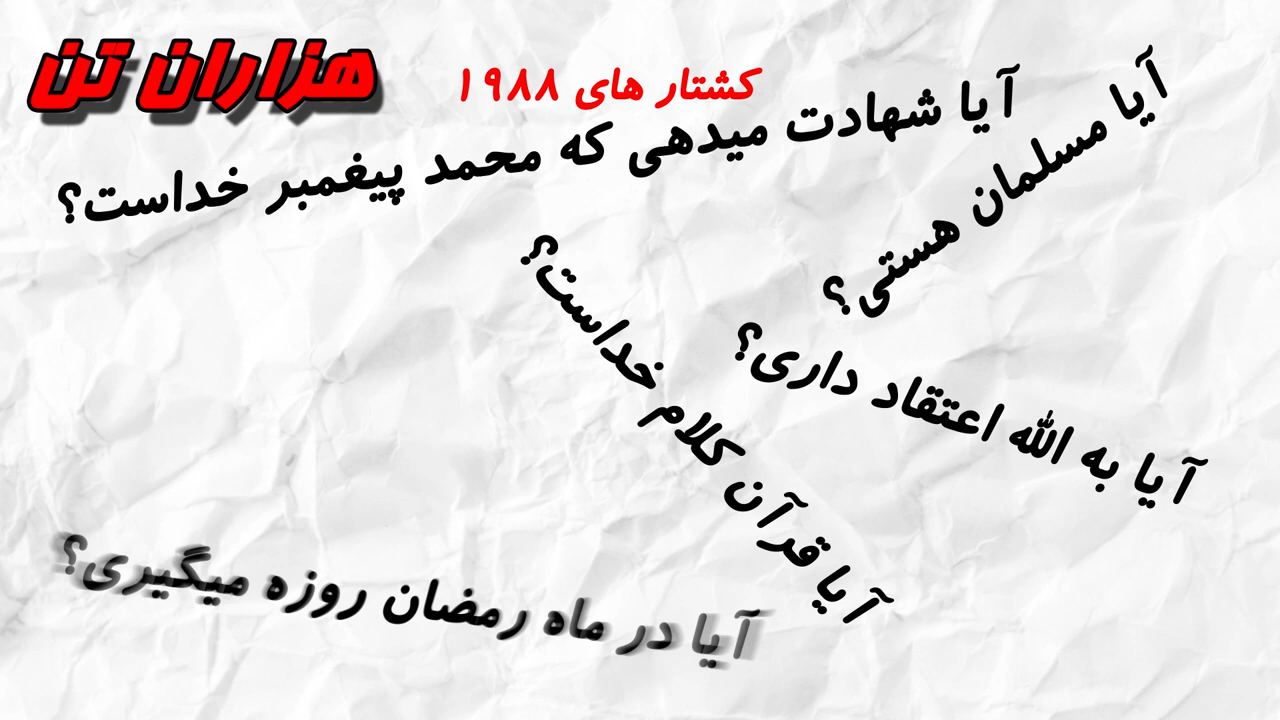 هزاران تن
کشتار های ۱۹۸۸
آیا شهادت میدهی که محمد پیغمبر خداست؟
آیا مسلمان هستی؟
آیا به الله اعتقاد داری؟
آیا قرآن کلام خداست؟
آیا در ماه رمضان روزه میگیری؟